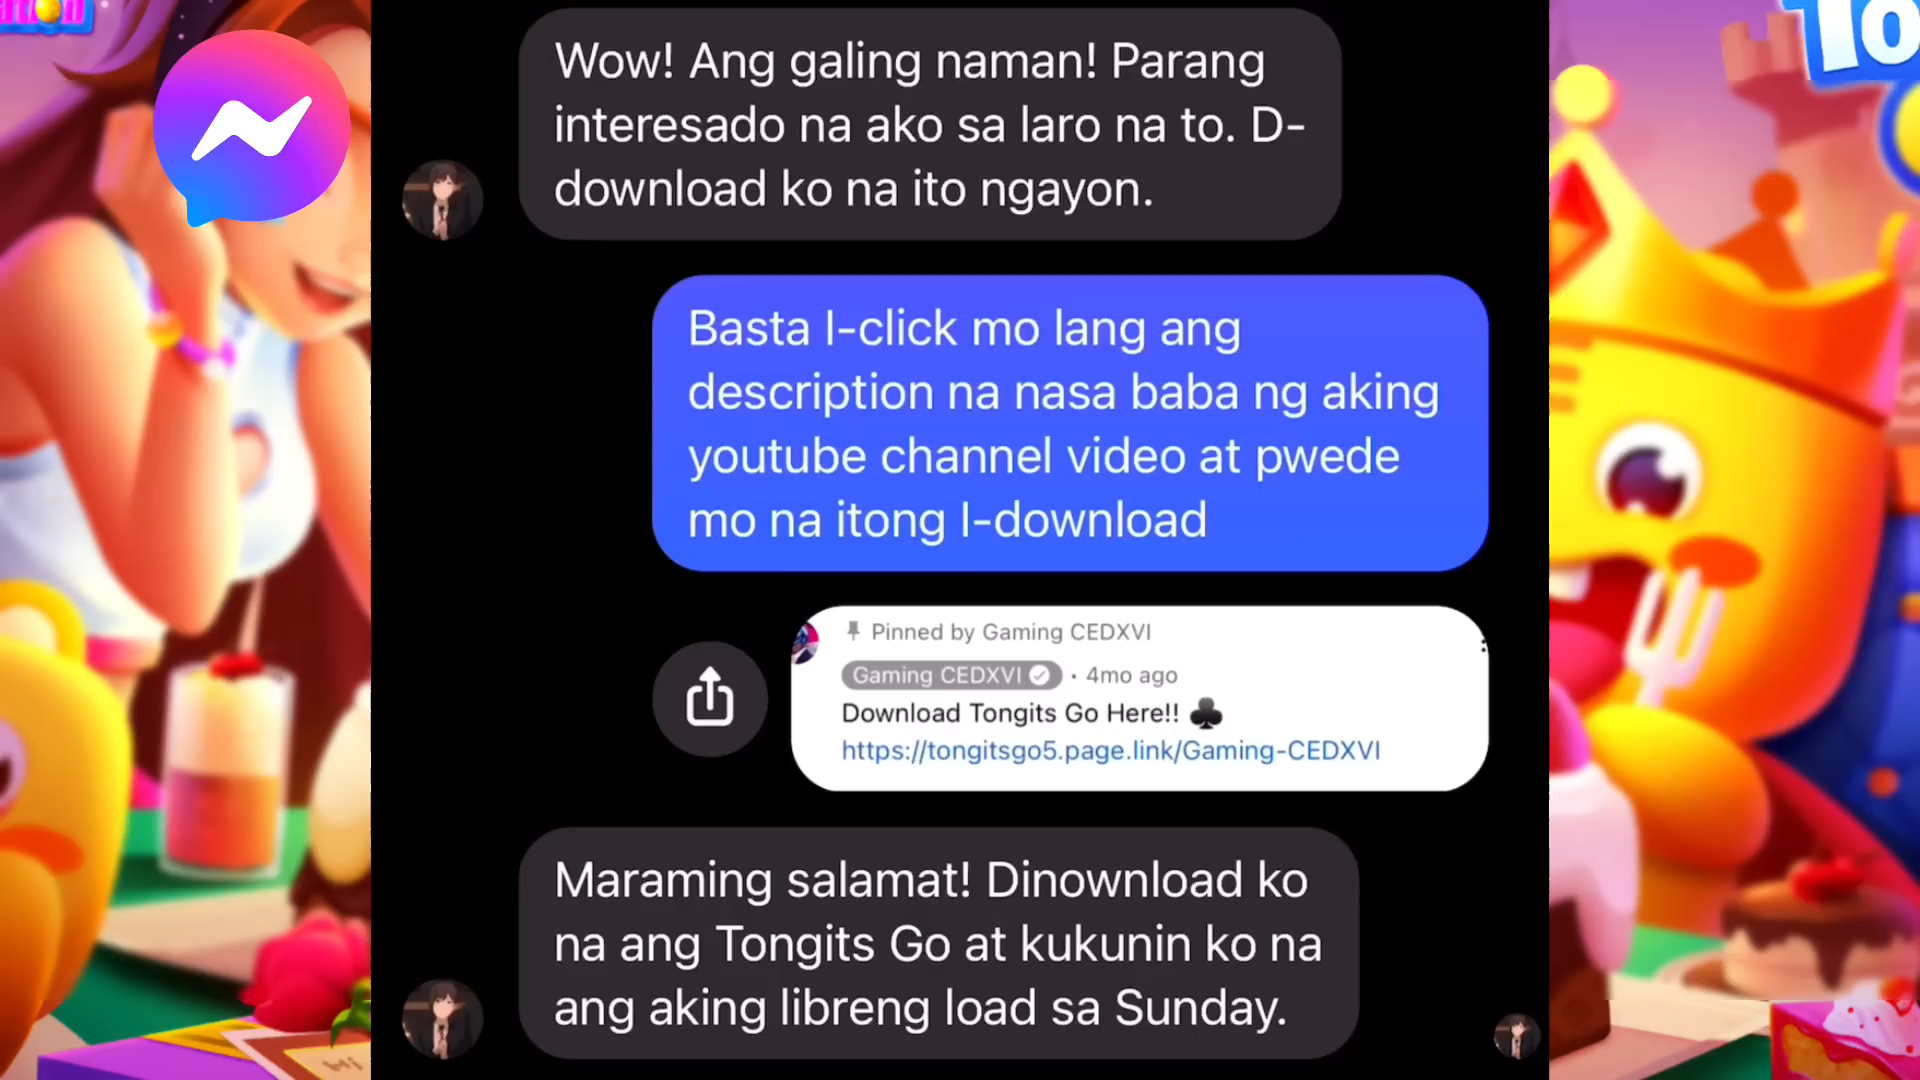 To
Wow! Ang galing naman! Parang
interesado na ako sa laro na to. D-
download ko na ito ngayon.
Basta I-click mo lang ang
description na nasa baba ng aking
youtube channel video at pwede
mo na itong I-download
Pinned by Gaming CEDXVI
Gaming CEDXVI • 4mo ago
Download Tongits Go Here!! ♣
https://tongitsgo5.page.link/Gaming-CEDXVI
Maraming salamat! Dinownload ko
na ang Tongits Go at kukunin ko na
ang aking libreng load sa Sunday.